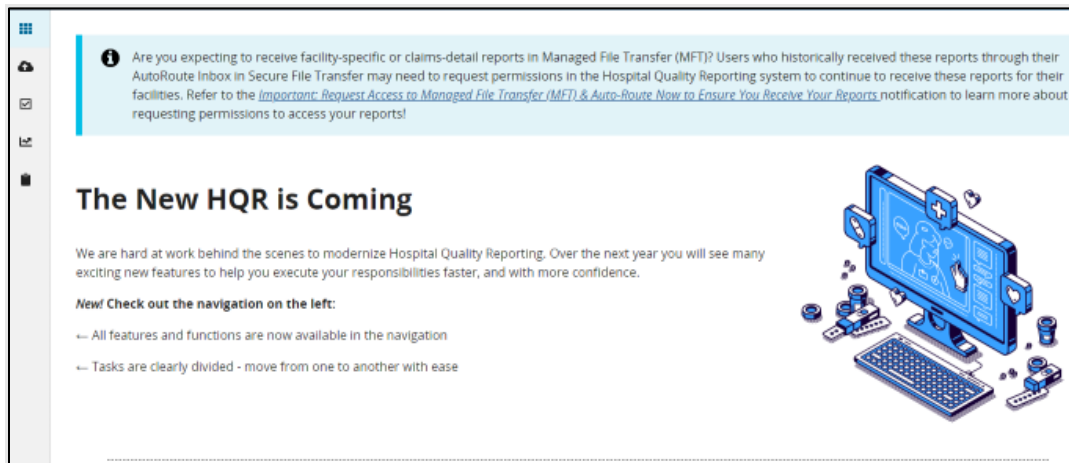 Are you expecting to receive facility-specific or claims-detail reports in Managed File Transfer (MFT)? Users who historically received these reports through their
AutoRoute Inbox in Secure File Transfer may need to request permissions in the Hospital Quality Reporting system to continue to receive these reports for their
facilities. Refer to the Important: Request Access to Managed File Transfer (MFT) & Auto-Route Now to Ensure You Receive Your Reports notification to learn more about
requesting permissions to access your reports!
The New HQR is Coming
We are hard at work behind the scenes to modernize Hospital Quality Reporting. Over the next year you will see many
exciting new features to help you execute your responsibilities faster, and with more confidence.
New! Check out the navigation on the left:
← All features and functions are now available in the navigation
← Tasks are clearly divided - move from one to another with ease